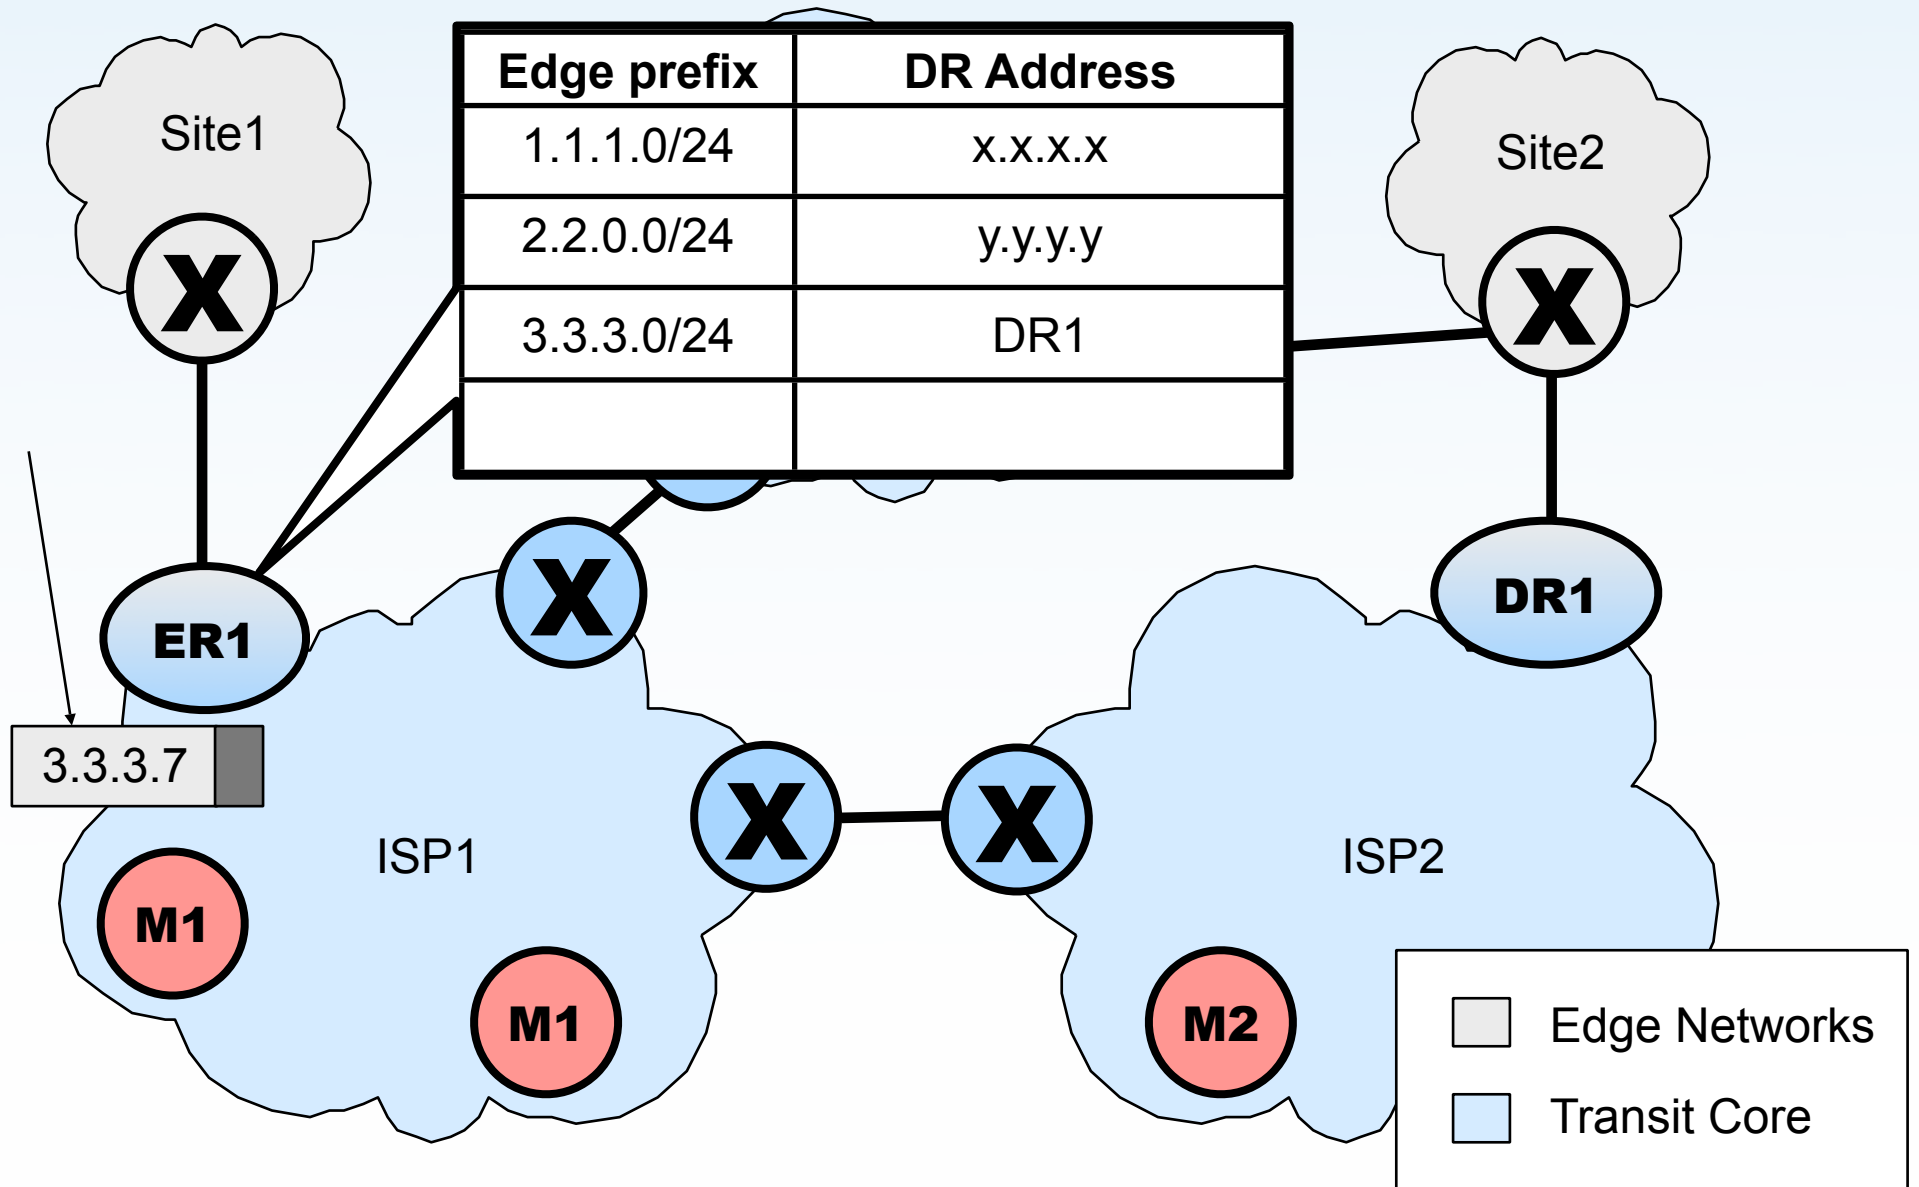 Edge prefix DR Address
Site1
1.1.1.0/24 x.x.x.x
Site2
2.2.0.0/24 y.y.y.y
X
X
3.3.3.0/24 DR1
X
DR1
ER1
3.3.3.7
X
X
ISP1
ISP2
M1
M1
M2
Edge Networks
Transit Core